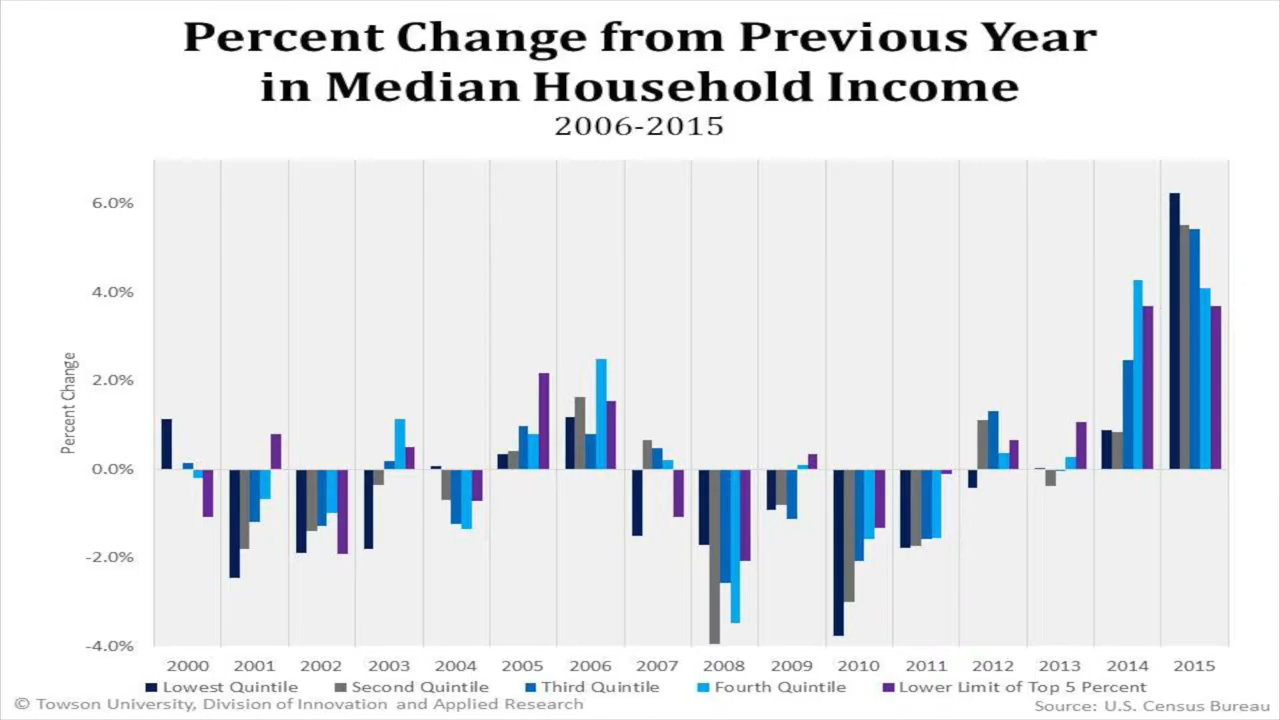 Percent Change from Previous Year
in Median Household Income
2006-2015
6.0%
4.0%
2.0%
0.0%
-2.0%
-4.0%
Percent Change
2000 2001 2002 2003 2004 2005 2006 2007 2008 2009 2010 2011 2012 2013 2014 2015
Lowest Quintile Second Quintile Third Quintile Fourth Quintile Lower Limit of Top 5 Percent
© Towson University, Division of Innovation and Applied Research
Source: U.S. Census Bureau